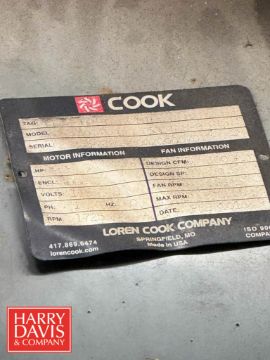 COOK
TAG:
MODEL
SERIAL
MOTOR INFORMATION FAN INFORMATION
HP: DESIGN CFM:
ENCL: DESIGN SP:
VOLTS: FAN RPM
PH: HZ: MAX RPM
RPM DATE:
LOREN COOK COMPANY
417.869.6474 SPRINGFIELD, MO ISO 900
lorencook.com Made in USA
HARRY
DAVIS
& COMPANY